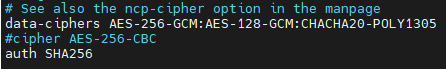 # See also the ncp-cipher option in the manpage
data-ciphers AES-256-GCM:AES-128-GCM:CHACHA20-POLY1305
#cipher AES-256-CBC
auth SHA256